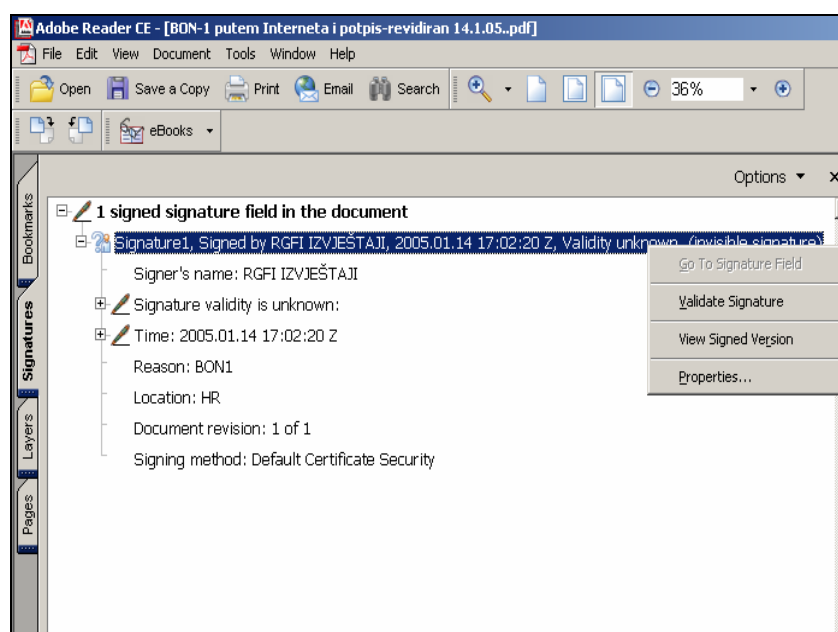 Adobe Reader CE - [BON-1 putem Interneta i potpis-revidiran 14.1.05..pdf]
File Edit View Document Tools Window Help
Open Save a Copy Print Email Search 36%
eBooks
Options
Bookmarks
Signatures
Layers
Pages
1 signed signature field in the document
Signature1, Signed by RGFI IZVJEŠTAJI, 2005.01.14 17:02:20 Z, Validity unknown (invisible signature)
Signer's name: RGFI IZVJEŠTAJI
Signature validity is unknown:
Time: 2005.01.14 17:02:20 Z
Reason: BON1
Location: HR
Document revision: 1 of 1
Signing method: Default Certificate Security
Go To Signature Field
Validate Signature
View Signed Version
Properties...